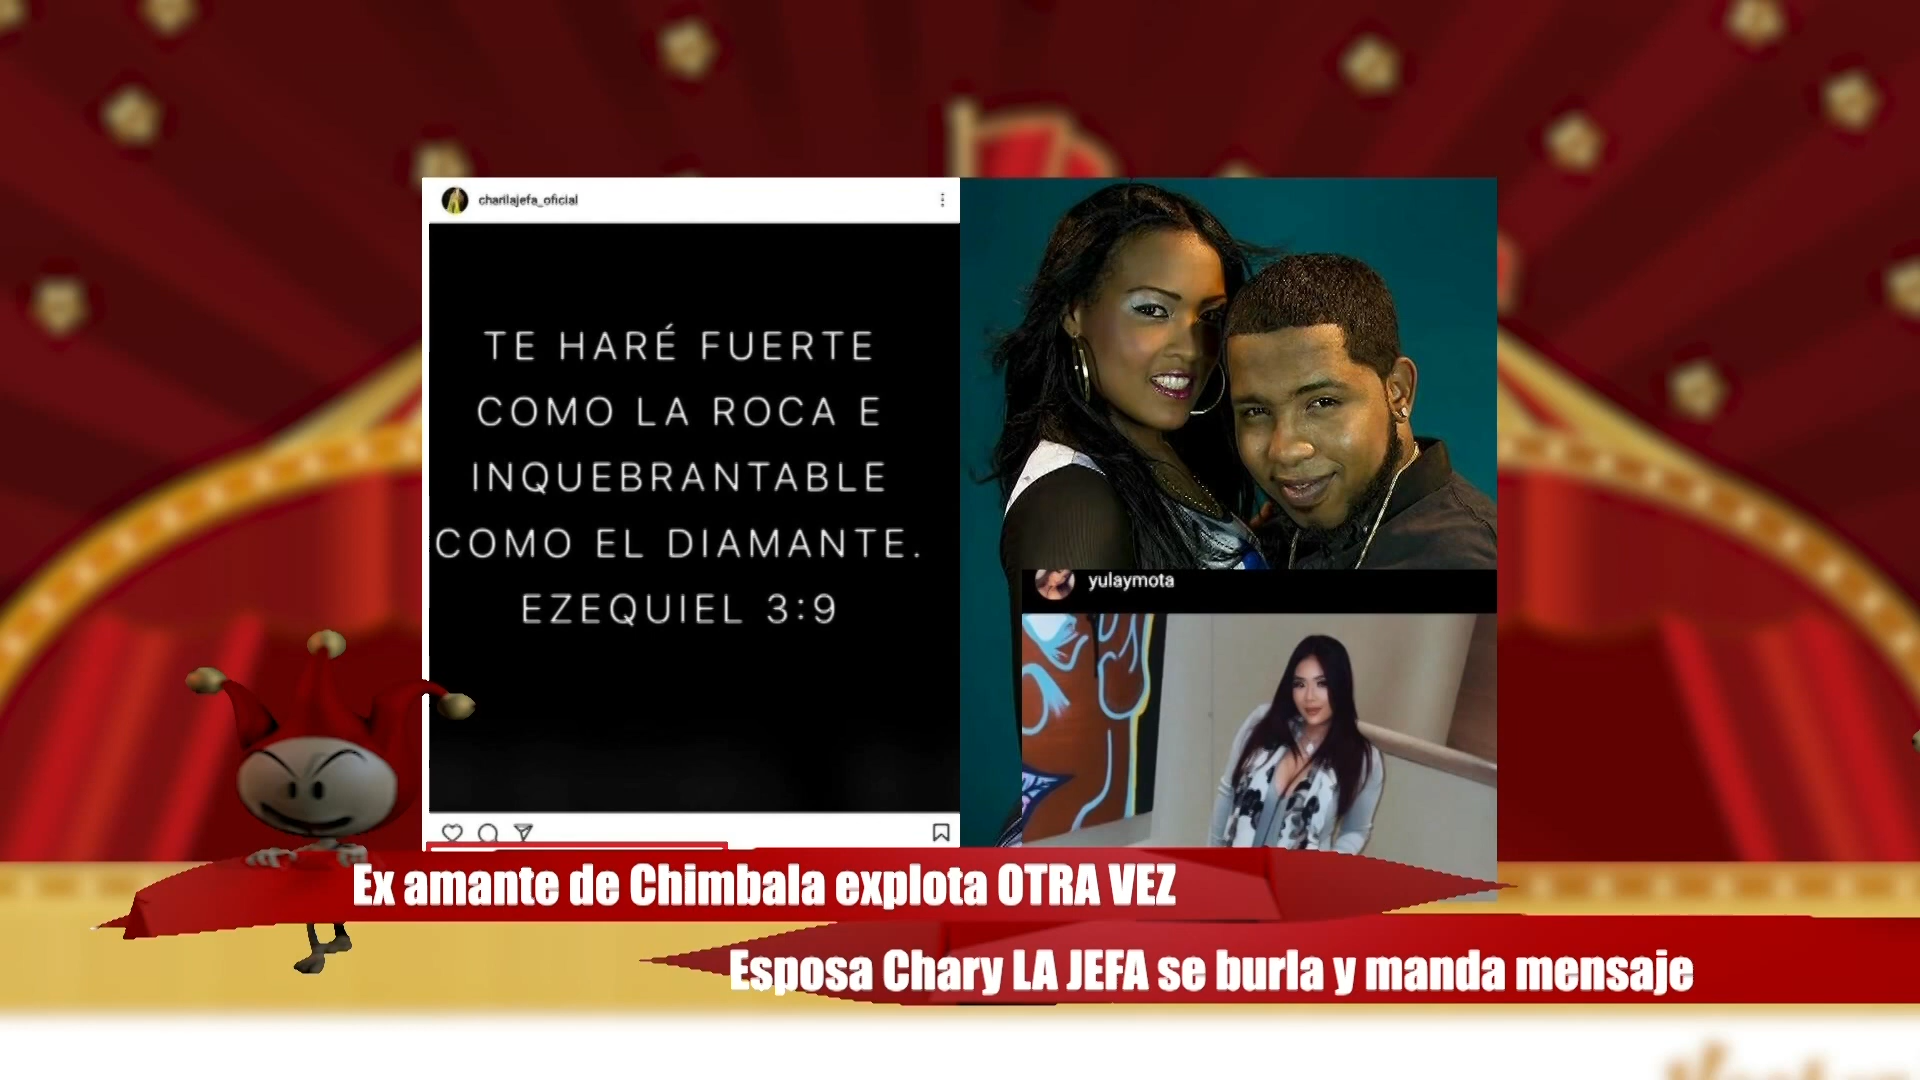 charilajefa_oficial
TE HARÉ FUERTE
COMO LA ROCA E
INQUEBRANTABLE
COMO EL DIAMANTE.
EZEQUIEL 3:9
yulaymota
Ex amante de Chimbala explota OTRA VEZ
Esposa Chary LA JEFA se burla y manda mensaje